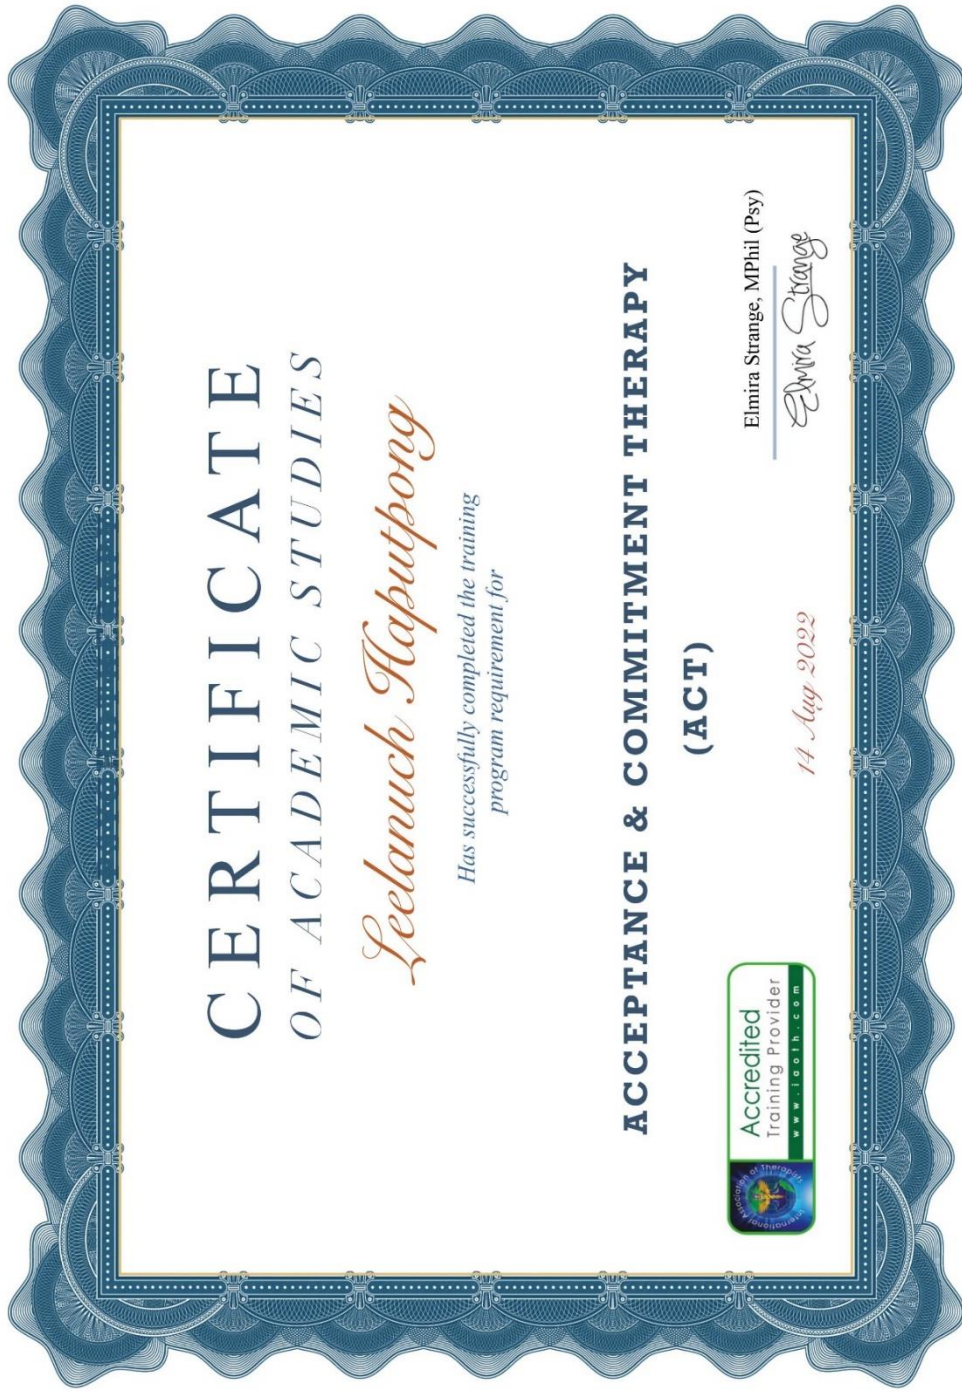 CERTIFICATE
OF ACADEMIC STUDIES
Leelanuch Haputpong
Has successfully completed the training
program requirement for
ACCEPTANCE & COMMITMENT THERAPY
(ACT)
International Association of Therapists
Accredited
Training Provider
www.iaoth.com
14 Aug 2022
Elmira Strange, MPhil (Psy)
Elmira Strange